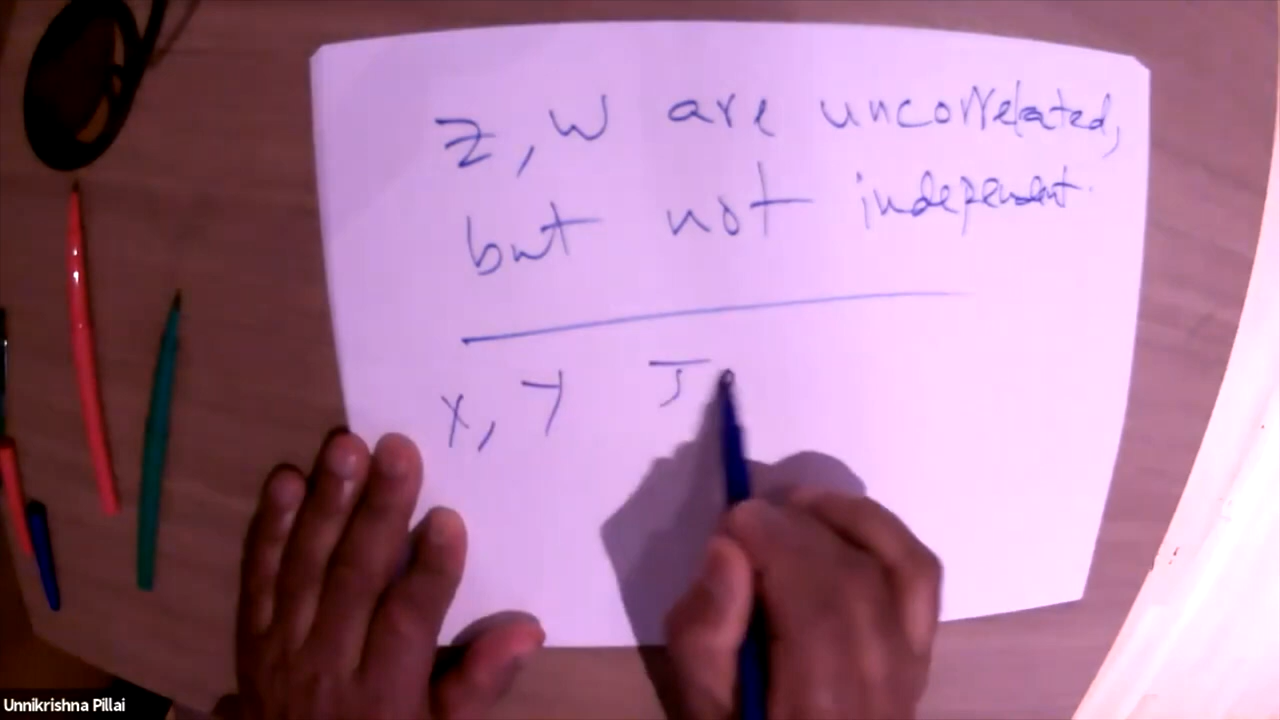 Z, W are uncorrelated,
but not independent.
X, Y J
Unnikrishna Pillai